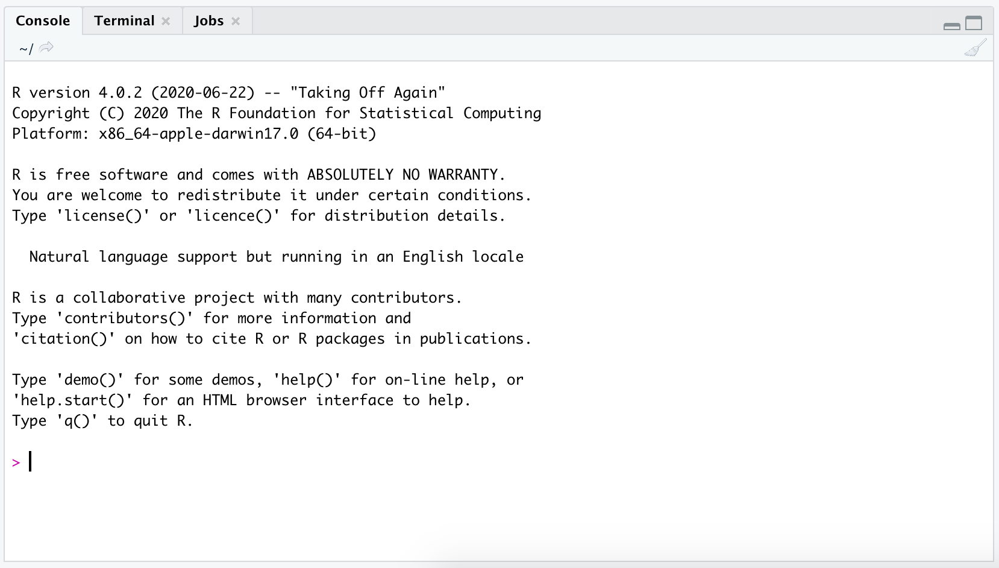 Console Terminal Jobs
~/
R version 4.0.2 (2020-06-22) -- "Taking Off Again"
Copyright (C) 2020 The R Foundation for Statistical Computing
Platform: x86_64-apple-darwin17.0 (64-bit)
R is free software and comes with ABSOLUTELY NO WARRANTY.
You are welcome to redistribute it under certain conditions.
Type 'license()' or 'licence()' for distribution details.
Natural language support but running in an English locale
R is a collaborative project with many contributors.
Type 'contributors()' for more information and
'citation()' on how to cite R or R packages in publications.
Type 'demo()' for some demos, 'help()' for on-line help, or
'help.start()' for an HTML browser interface to help.
Type 'q()' to quit R.
>